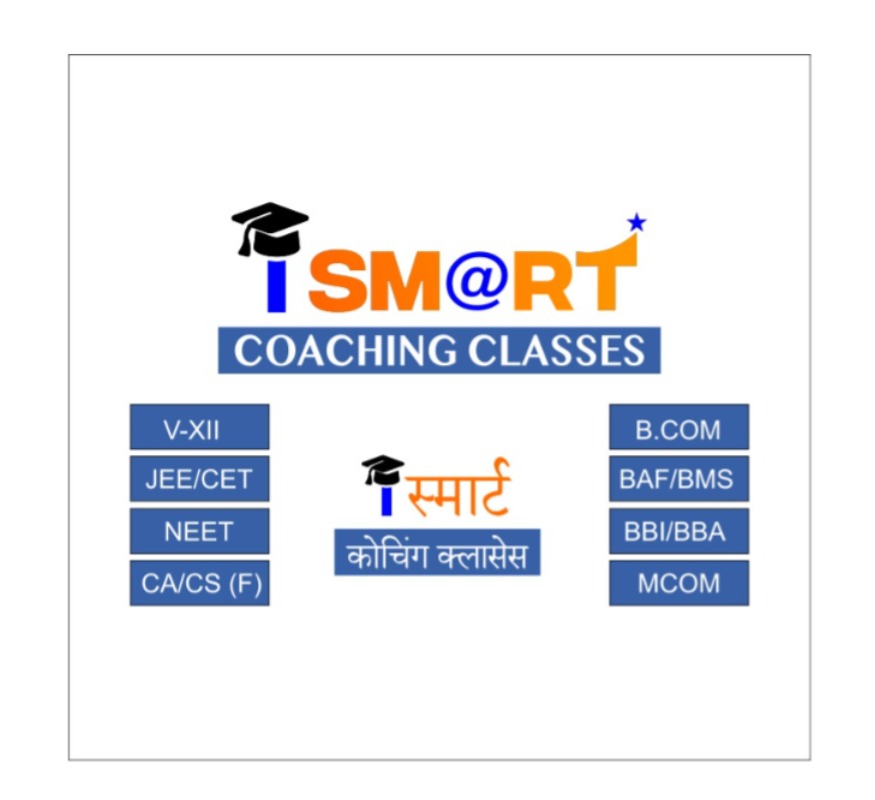 i SM@RT
COACHING CLASSES
V-XII
JEE/CET
NEET
CA/CS (F)
i स्मार्ट
कोचिंग क्लासेस
B.COM
BAF/BMS
BBI/BBA
MCOM